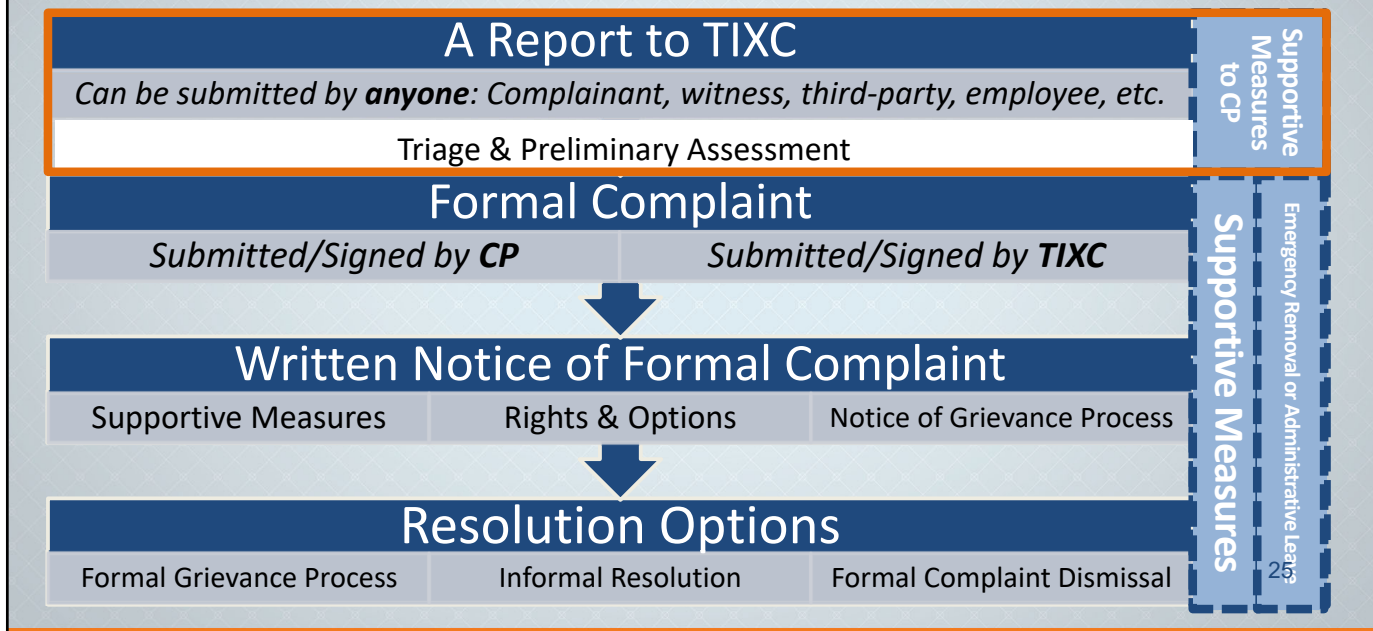 A Report to TIXC
Can be submitted by anyone: Complainant, witness, third-party, employee, etc.
Triage & Preliminary Assessment
Supportive
Measures
to CP
Formal Complaint
Submitted/Signed by CP
Submitted/Signed by TIXC
Written Notice of Formal Complaint
Supportive Measures
Rights & Options
Notice of Grievance Process
Resolution Options
Formal Grievance Process
Informal Resolution
Formal Complaint Dismissal
Supportive Measures
Emergency Removal or Administrative Leave
25